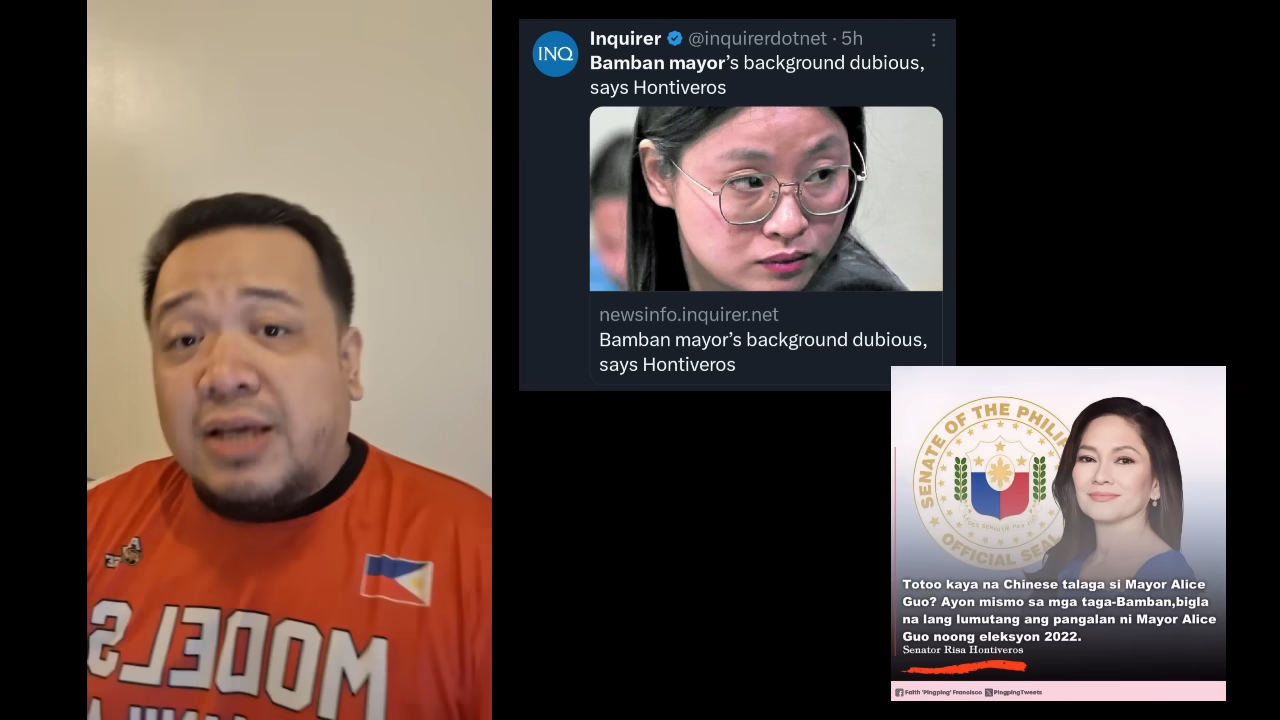 INQ
Inquirer @inquirerdotnet · 5h
Bamban mayor's background dubious,
says Hontiveros
newsinfo.inquirer.net
Bamban mayor's background dubious,
says Hontiveros
SENATE OF THE PHILI
OFFICIAL SEAL
Totoo kaya na Chinese talaga si Mayor Alice
Guo? Ayon mismo sa mga taga-Bamban,bigla
na lang lumutang ang pangalan ni Mayor Alice
Guo noong eleksyon 2022.
Senator Risa Hontiveros
Faith 'Pingping' Francisco PingpingTweets
MODELS